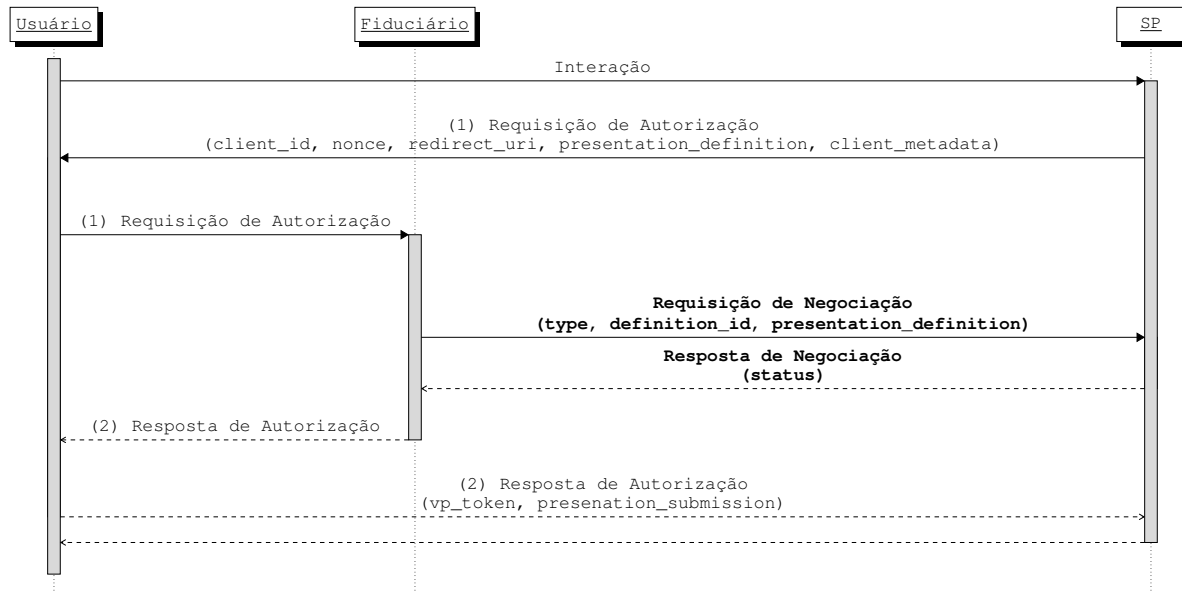 Usuário
Fiduciário
SP
Interação
(1) Requisição de Autorização
(client_id, nonce, redirect_uri, presentation_definition, client_metadata)
(1) Requisição de Autorização
Requisição de Negociação
(type, definition_id, presentation_definition)
Resposta de Negociação
(status)
(2) Resposta de Autorização
(2) Resposta de Autorização
(vp_token, presenation_submission)